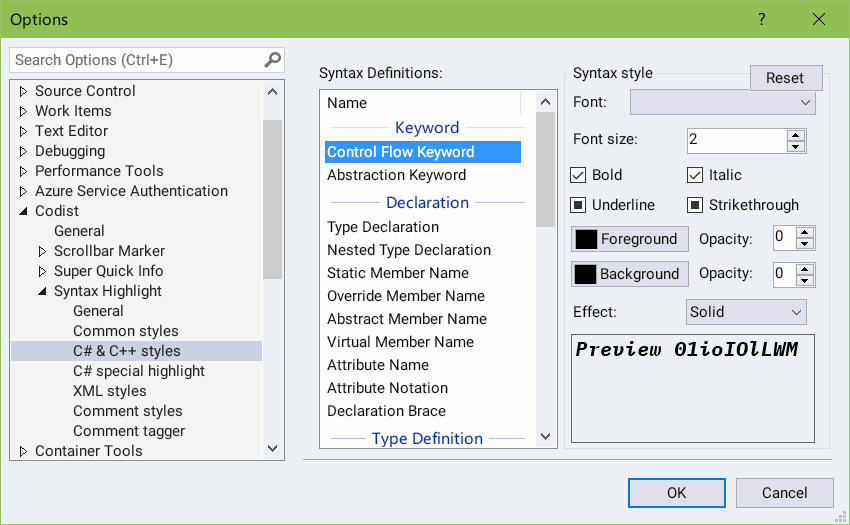 Options
Search Options (Ctrl+E)
Source Control
Work Items
Text Editor
Debugging
Performance Tools
Azure Service Authentication
Codist
General
Scrollbar Marker
Super Quick Info
Syntax Highlight
General
Common styles
C# & C++ styles
C# special highlight
XML styles
Comment styles
Comment tagger
Container Tools
Syntax Definitions:
Name
Keyword
Control Flow Keyword
Abstraction Keyword
Declaration
Type Declaration
Nested Type Declaration
Static Member Name
Override Member Name
Abstract Member Name
Virtual Member Name
Attribute Name
Attribute Notation
Declaration Brace
Type Definition
Syntax style
Reset
Font:
Font size: 2
Bold Italic
Underline Strikethrough
Foreground Opacity: 0
Background Opacity: 0
Effect: Solid
Preview 01ioIOlLWM
OK Cancel